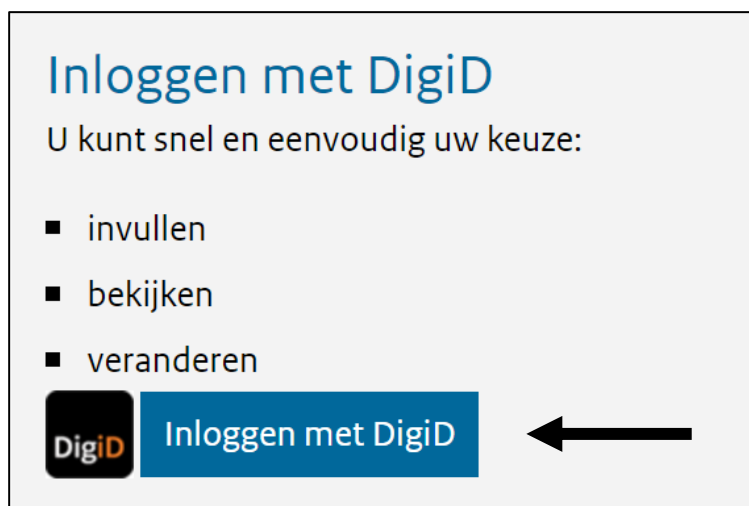 Inloggen met DigiD
U kunt snel en eenvoudig uw keuze:
invullen
bekijken
veranderen
DigiD Inloggen met DigiD